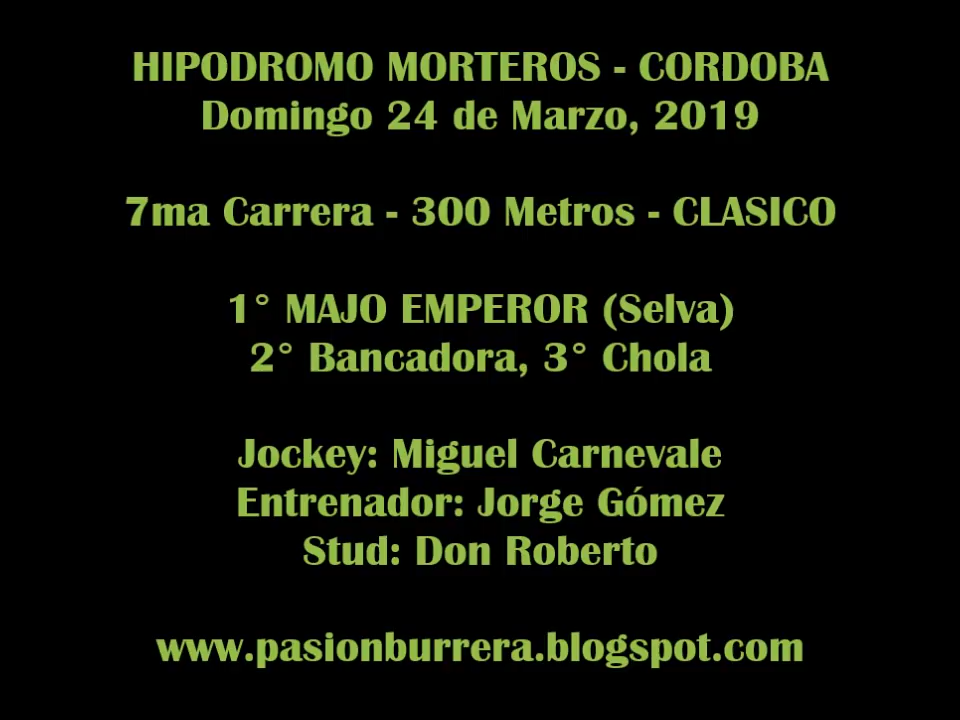 HIPODROMO MORTEROS - CORDOBA
Domingo 24 de Marzo, 2019
7ma Carrera - 300 Metros - CLASICO
1° MAJO EMPEROR (Selva)
2° Bancadora, 3° Chola
Jockey: Miguel Carnevale
Entrenador: Jorge Gómez
Stud: Don Roberto
www.pasionburrera.blogspot.com